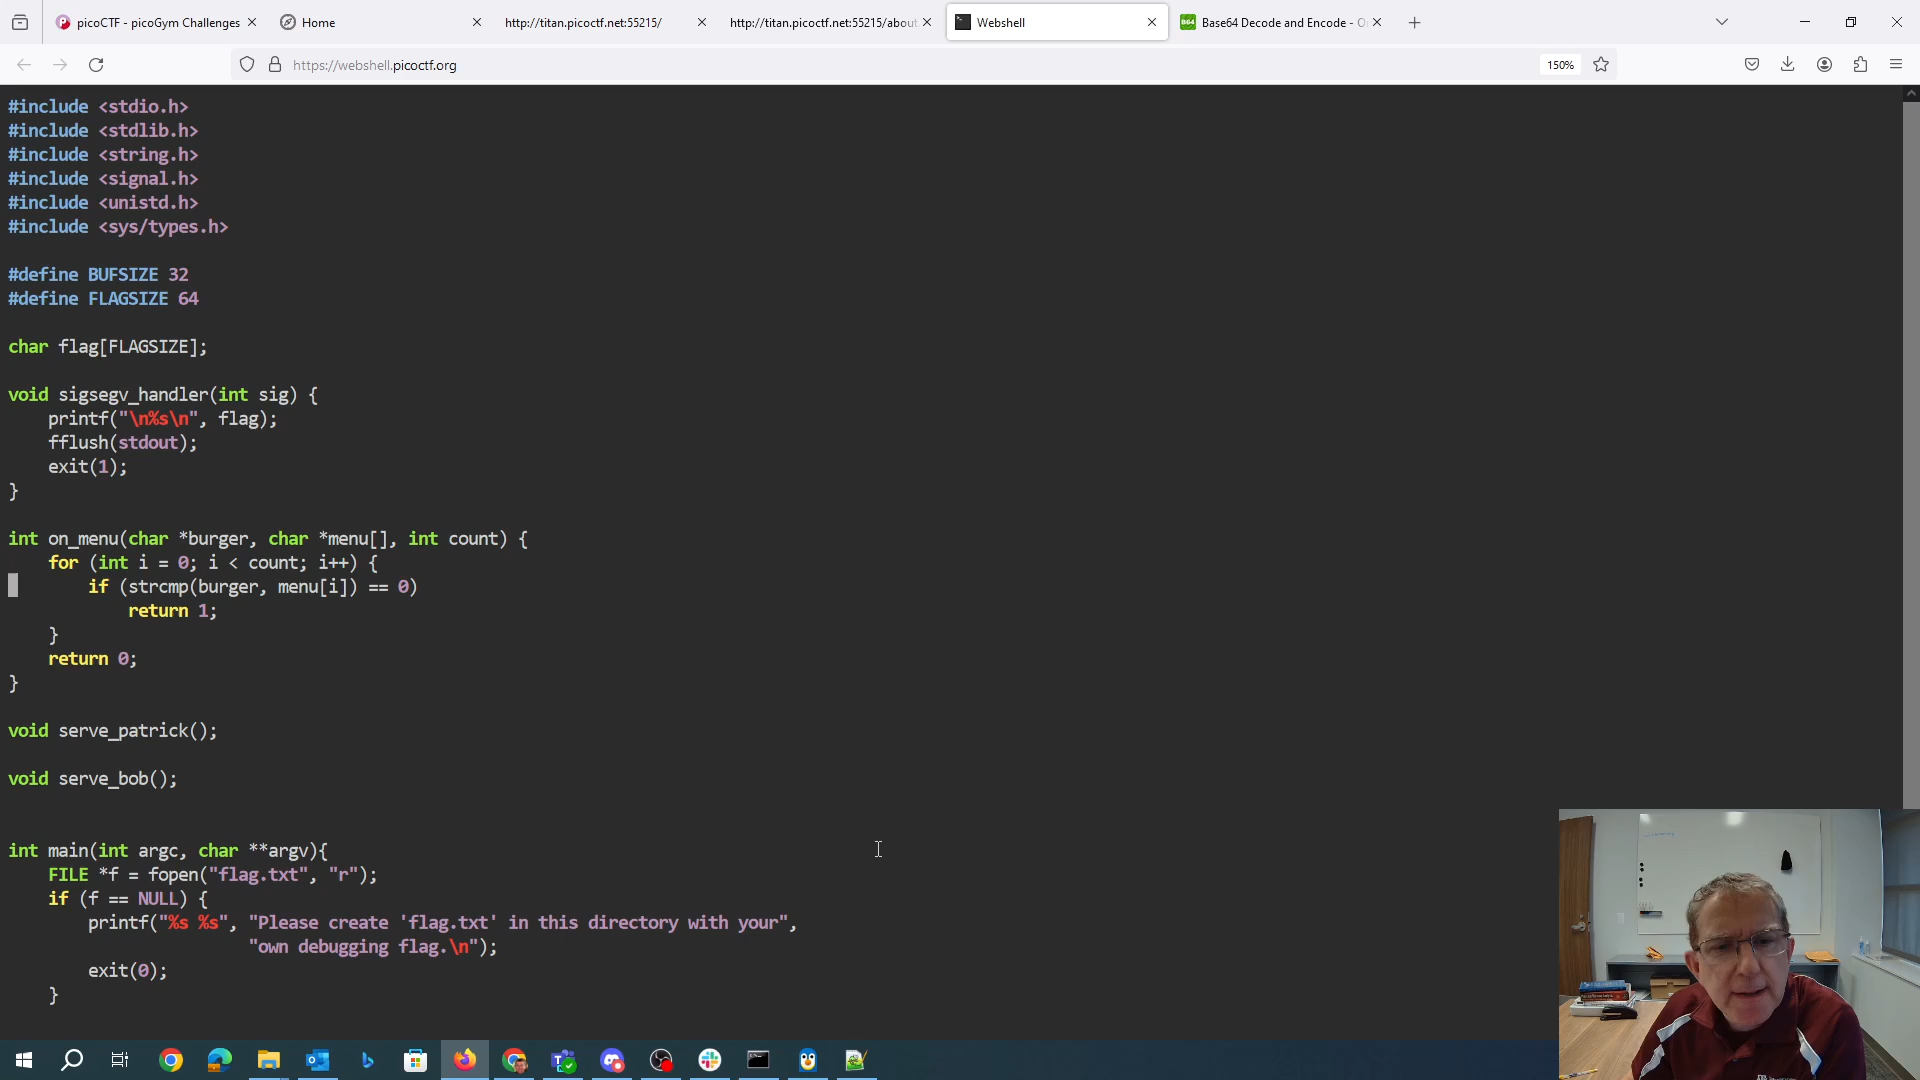 picoCTF - picoGym Challenges
Home
http://titan.picoctf.net:55215/
http://titan.picoctf.net:55215/about
Webshell
B64
Base64 Decode and Encode - O
https://webshell.picoctf.org
150%
#include <stdio.h>
#include <stdlib.h>
#include <string.h>
#include <signal.h>
#include <unistd.h>
#include <sys/types.h>
#define BUFSIZE 32
#define FLAGSIZE 64
char flag[FLAGSIZE];
void sigsegv_handler(int sig) {
    printf("\n%s\n", flag);
    fflush(stdout);
    exit(1);
}
int on_menu(char *burger, char *menu[], int count) {
    for (int i = 0; i < count; i++) {
        if (strcmp(burger, menu[i]) == 0)
            return 1;
    }
    return 0;
}
void serve_patrick();
void serve_bob();
int main(int argc, char **argv){
    FILE *f = fopen("flag.txt", "r");
    if (f == NULL) {
        printf("%s %s", "Please create 'flag.txt' in this directory with your",
                        "own debugging flag.\n");
        exit(0);
    }